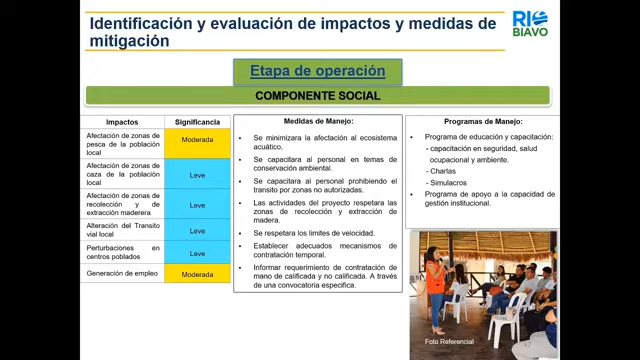 Identificación y evaluación de impactos y medidas de
mitigación
RIO
BIAVO
Etapa de operación
COMPONENTE SOCIAL
Impactos
Significancia
Afectación de zonas de
pesca de la población
local
Moderada
Afectación de zonas de
caza de la población
local
Leve
Afectación de zonas de
recolección y de
extracción maderera
Leve
Alteración del Transito
vial local
Leve
Perturbaciones en
centros poblados
Leve
Generación de empleo
Moderada
Medidas de Manejo:
• Se minimizara la afectación al ecosistema
acuático.
• Se capacitara al personal en temas de
conservación ambiental.
• Se capacitara al personal prohibiendo el
transito por zonas no autorizadas.
• Las actividades del proyecto respetara las
zonas de recolección y extracción de
madera.
• Se respetara los limites de velocidad.
• Establecer adecuados mecanismos de
contratación temporal.
• Informar requerimiento de contratación de
mano de calificada y no calificada. A través
de una convocatoria especifica.
Programas de Manejo:
• Programa de educación y capacitación:
- capacitación en seguridad, salud
ocupacional y ambiente.
- Charlas
- Simulacros
• Programa de apoyo a la capacidad de
gestión institucional.
Foto Referencial